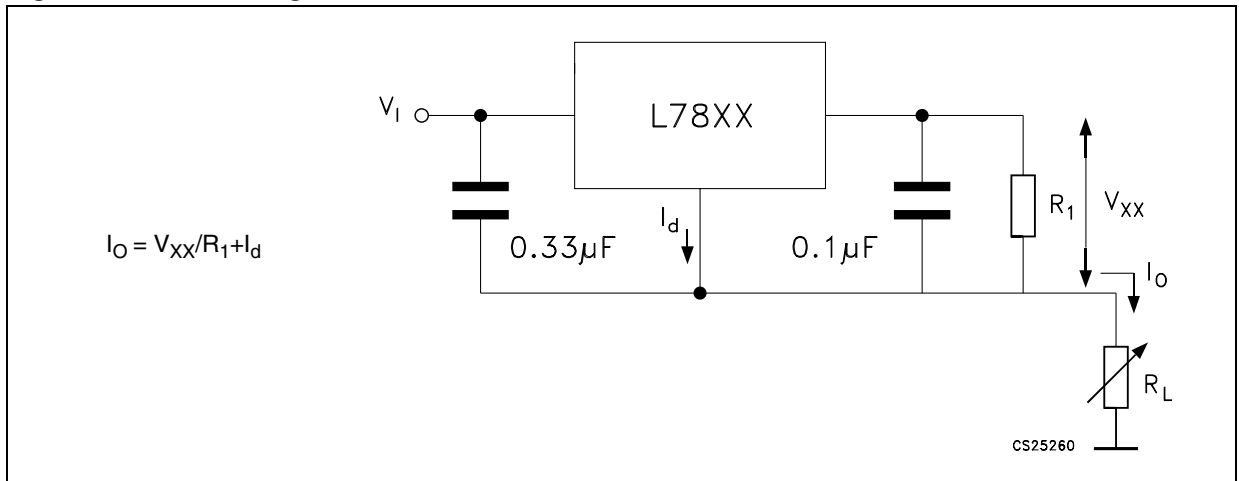 V_I
L78XX
I_d
R_1
V_XX
0.33µF
0.1µF
I_O = V_XX/R_1+I_d
I_O
R_L
CS25260